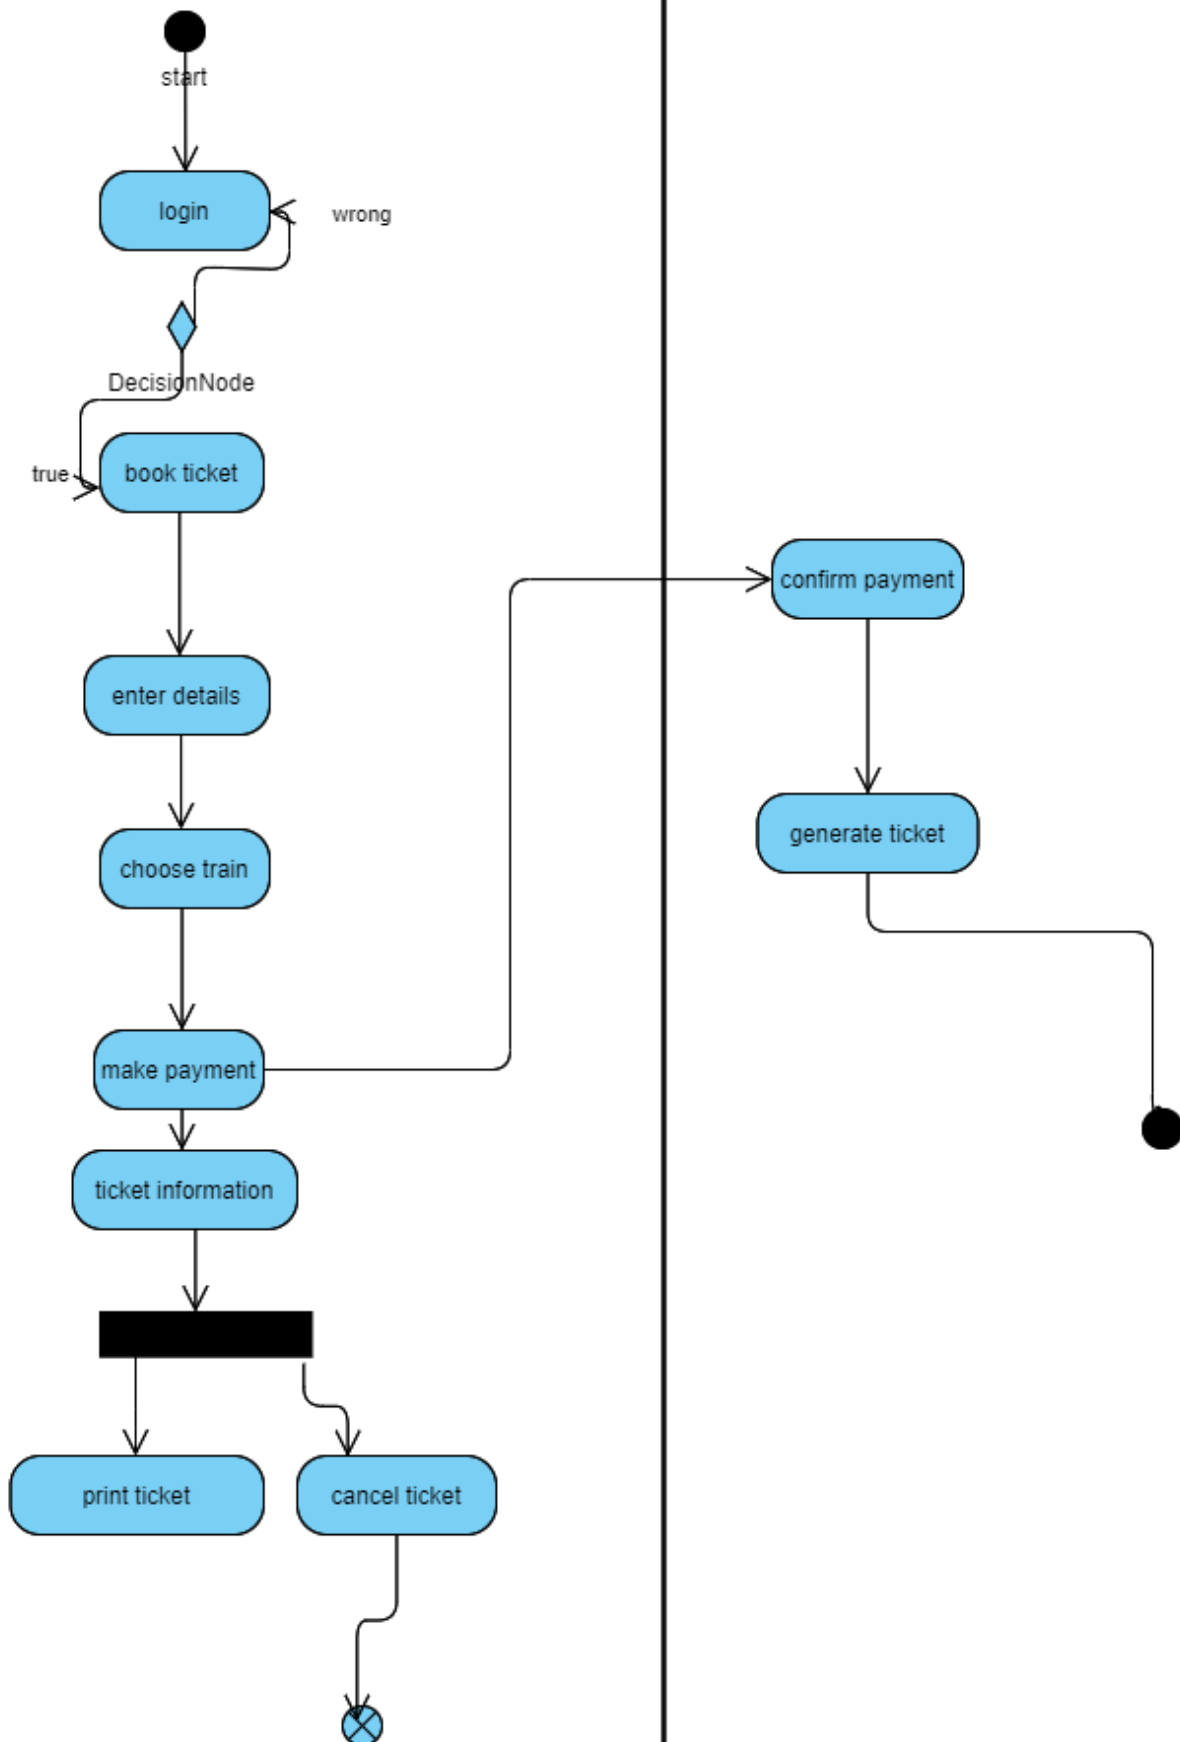 start
login
wrong
DecisionNode
true
book ticket
enter details
choose train
make payment
ticket information
print ticket
cancel ticket
confirm payment
generate ticket